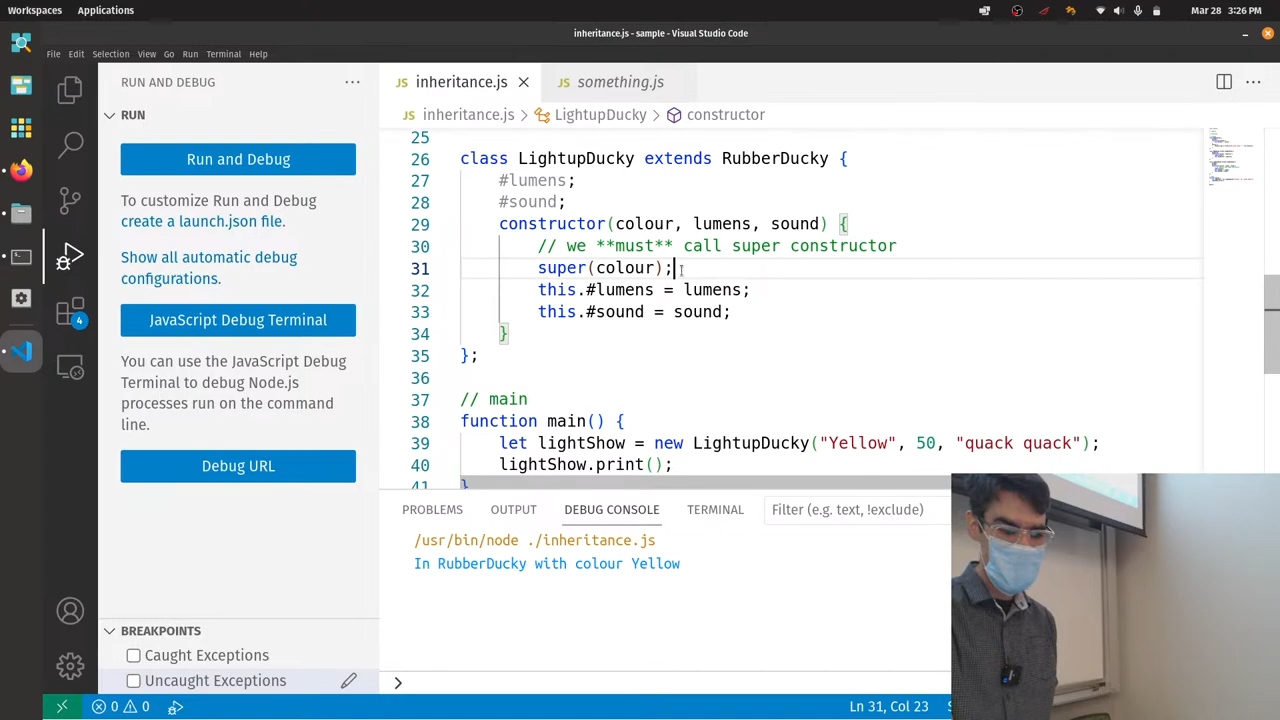 Workspaces Applications Mar 28 3:26 PM
inheritance.js - sample - Visual Studio Code
File Edit Selection View Go Run Terminal Help
RUN AND DEBUG ...
RUN
Run and Debug
To customize Run and Debug
create a launch.json file.
Show all automatic debug
configurations.
JavaScript Debug Terminal
You can use the JavaScript Debug
Terminal to debug Node.js
processes run on the command
line.
Debug URL
4
BREAKPOINTS
Caught Exceptions
Uncaught Exceptions
JS inheritance.js JS something.js ...
JS inheritance.js > LightupDucky > constructor
25
26 class LightupDucky extends RubberDucky {
27 #lumens;
28 #sound;
29 constructor(colour, lumens, sound) {
30 // we **must** call super constructor
31 super(colour);
32 this.#lumens = lumens;
33 this.#sound = sound;
34 }
35 };
36
37 // main
38 function main() {
39 let lightShow = new LightupDucky("Yellow", 50, "quack quack");
40 lightShow.print();
41 }
PROBLEMS OUTPUT DEBUG CONSOLE TERMINAL Filter (e.g. text, !exclude)
/usr/bin/node ./inheritance.js
In RubberDucky with colour Yellow
>
0 0 Ln 31, Col 23